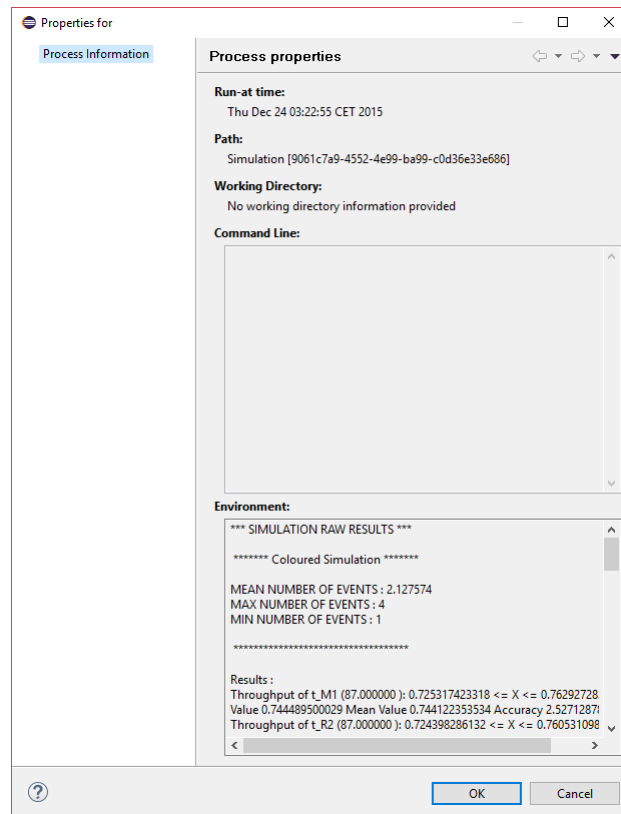 Properties for
Process Information
Process properties
Run-at time:
Thu Dec 24 03:22:55 CET 2015
Path:
Simulation [9061c7a9-4552-4e99-ba99-c0d36e33e686]
Working Directory:
No working directory information provided
Command Line:
Environment:
*** SIMULATION RAW RESULTS ***
******* Coloured Simulation *******
MEAN NUMBER OF EVENTS : 2.127574
MAX NUMBER OF EVENTS : 4
MIN NUMBER OF EVENTS : 1
***********************************
Results :
Throughput of t_M1 (87.000000 ): 0.725317423318 <= X <= 0.76292728
Value 0.744489500029 Mean Value 0.744122353534 Accuracy 2.5271287
Throughput of t_R2 (87.000000 ): 0.724398286132 <= X <= 0.760531098
OK
Cancel